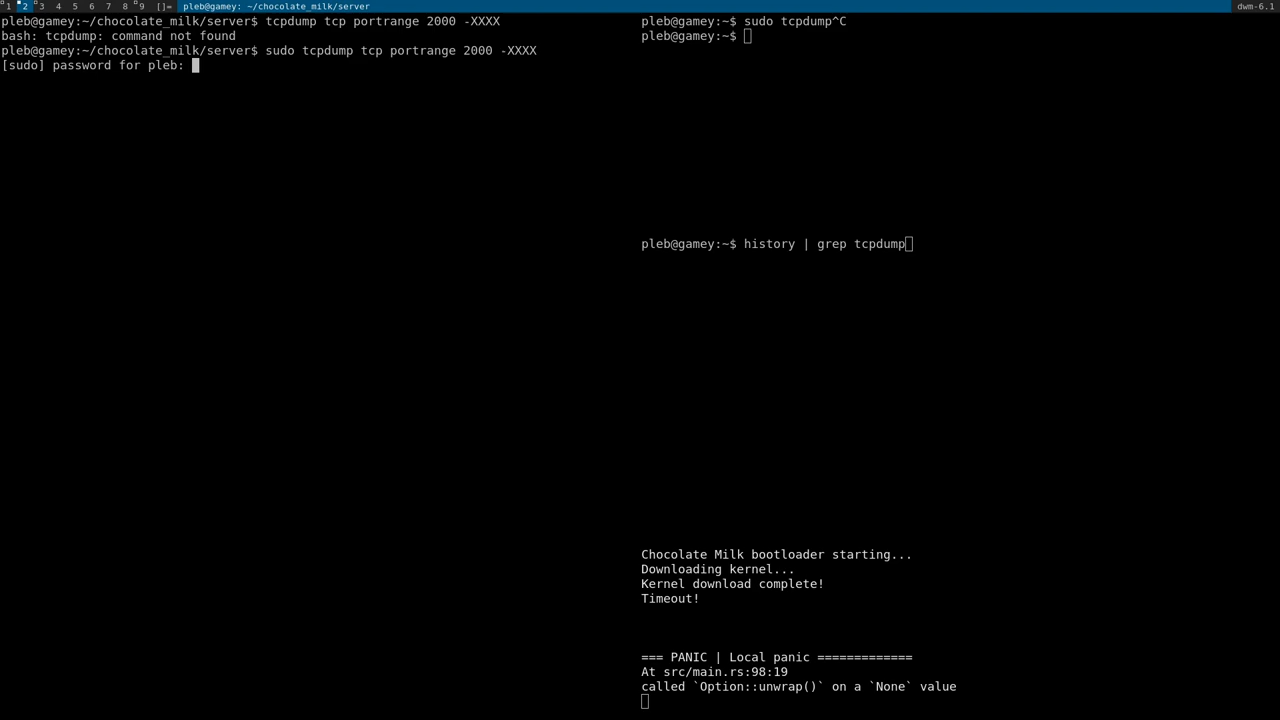 1 2 3 4 5 6 7 8 9 []= pleb@gamey: ~/chocolate_milk/server dwm-6.1
pleb@gamey:~/chocolate_milk/server$ tcpdump tcp portrange 2000 -XXXX
bash: tcpdump: command not found
pleb@gamey:~/chocolate_milk/server$ sudo tcpdump tcp portrange 2000 -XXXX
[sudo] password for pleb:
pleb@gamey:~$ sudo tcpdump^C
pleb@gamey:~$
pleb@gamey:~$ history | grep tcpdump
Chocolate Milk bootloader starting...
Downloading kernel...
Kernel download complete!
Timeout!
=== PANIC | Local panic =============
At src/main.rs:98:19
called `Option::unwrap()` on a `None` value